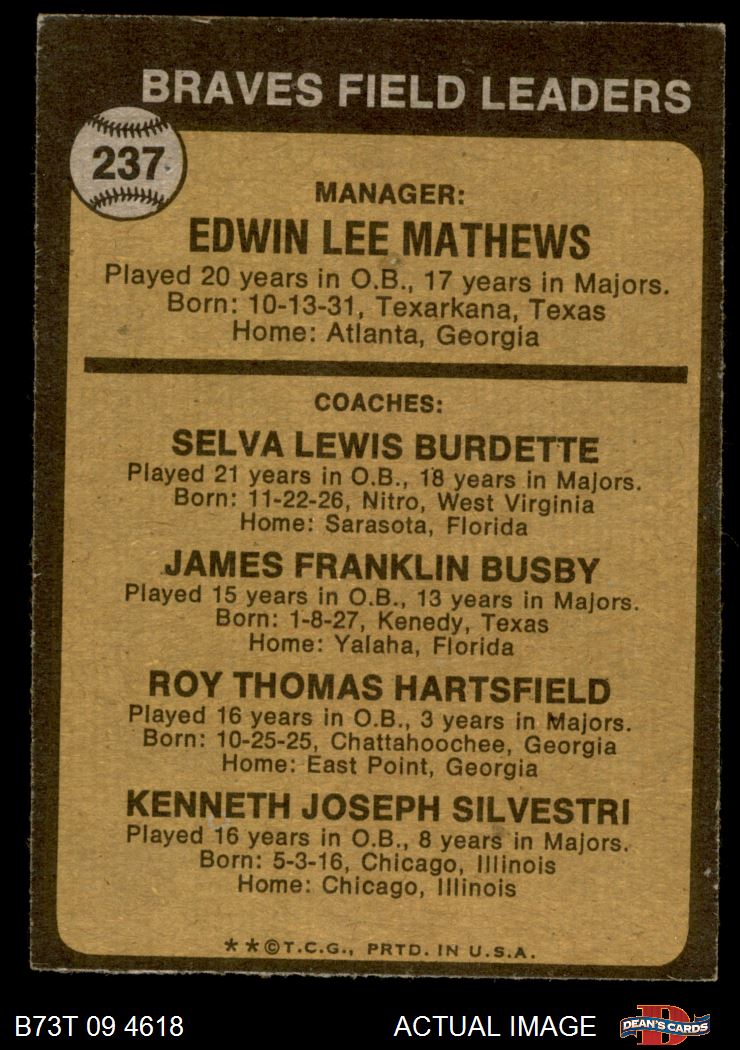 BRAVES FIELD LEADERS
237
MANAGER:
EDWIN LEE MATHEWS
Played 20 years in O.B., 17 years in Majors.
Born: 10-13-31, Texarkana, Texas
Home: Atlanta, Georgia
COACHES:
SELVA LEWIS BURDETTE
Played 21 years in O.B., 18 years in Majors.
Born: 11-22-26, Nitro, West Virginia
Home: Sarasota, Florida
JAMES FRANKLIN BUSBY
Played 15 years in O.B., 13 years in Majors.
Born: 1-8-27, Kenedy, Texas
Home: Yalaha, Florida
ROY THOMAS HARTSFIELD
Played 16 years in O.B., 3 years in Majors.
Born: 10-25-25, Chattahoochee, Georgia
Home: East Point, Georgia
KENNETH JOSEPH SILVESTRI
Played 16 years in O.B., 8 years in Majors.
Born: 5-3-16, Chicago, Illinois
Home: Chicago, Illinois
**©T.C.G., PRTD. IN U.S.A.
B73T 09 4618 ACTUAL IMAGE D DEAN'S CARDS